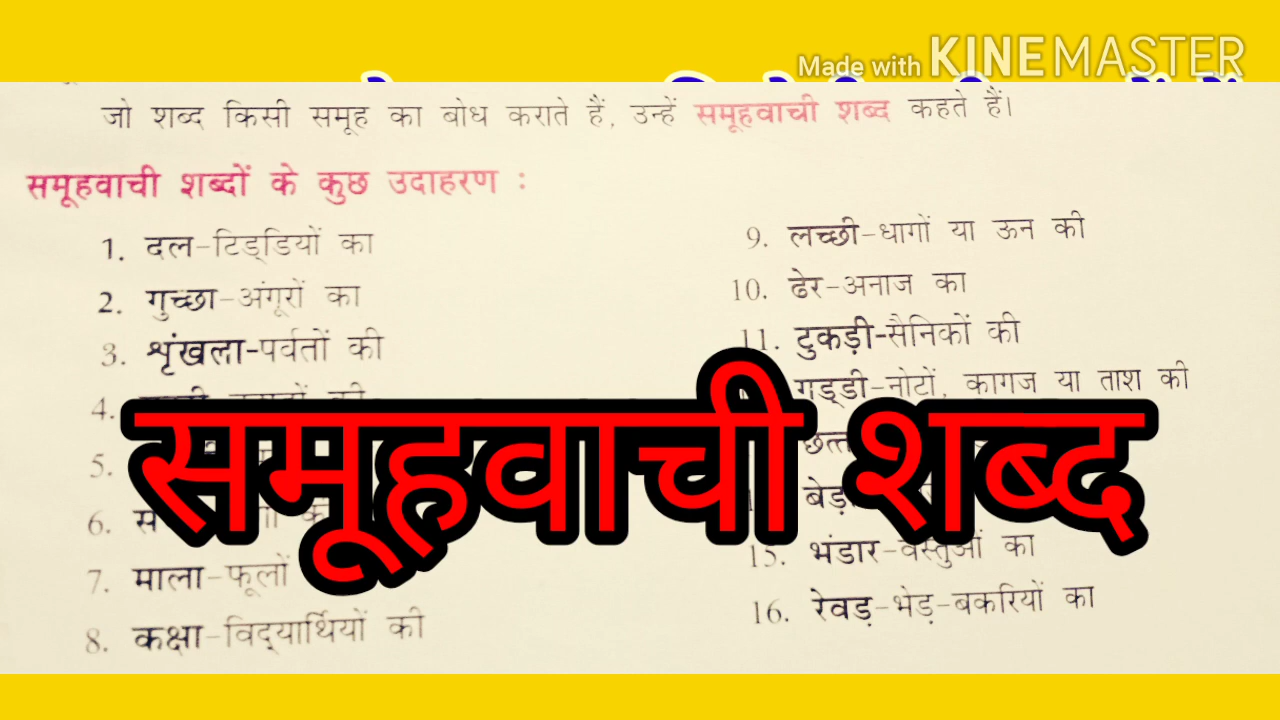 Made with KINEMASTER
जो शब्द किसी समूह का बोध कराते हैं, उन्हें समूहवाची शब्द कहते हैं।
समूहवाची शब्दों के कुछ उदाहरण :
1. दल-टिड्डियों का
2. गुच्छा-अंगूरों का
3. शृंखला-पर्वतों की
4.
5.
6.
7. माला-फूलों
8. कक्षा-विद्यार्थियों की
9. लच्छी-धागों या ऊन की
10. ढेर-अनाज का
11. टुकड़ी-सैनिकों की
गड्डी-नोटों, कागज या ताश की
15. भंडार-वस्तुओं का
16. रेवड़-भेड़-बकरियों का
समूहवाची शब्द